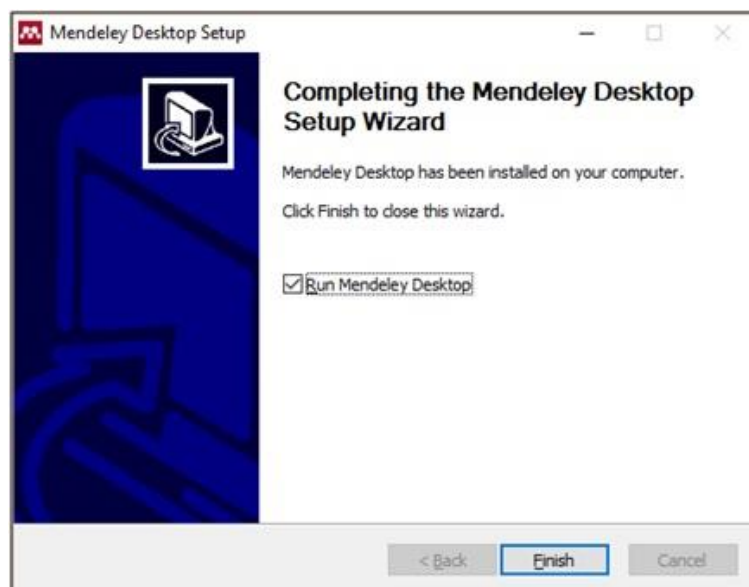 Mendeley Desktop Setup
Completing the Mendeley Desktop
Setup Wizard
Mendeley Desktop has been installed on your computer.
Click Finish to close this wizard.
Run Mendeley Desktop
< Back Finish Cancel